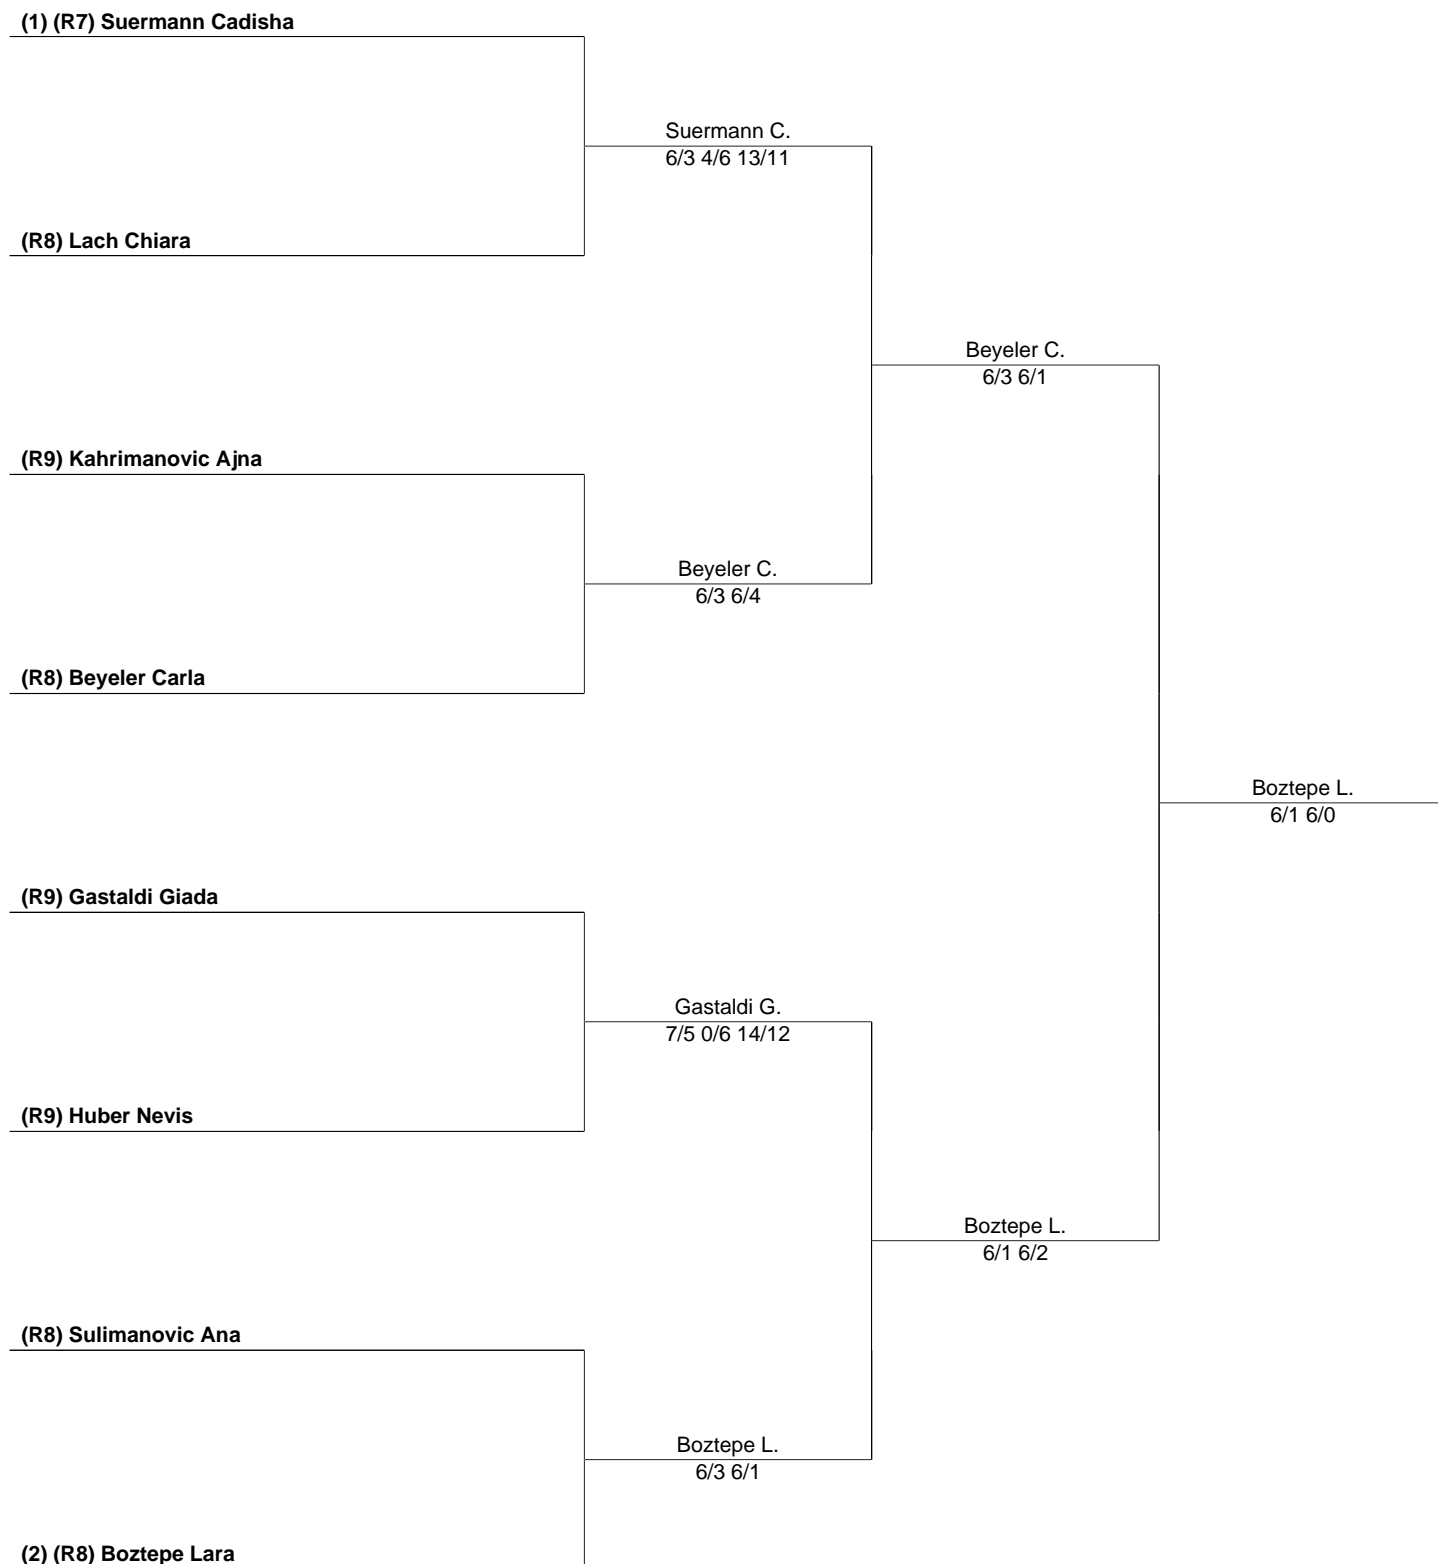 (1) (R7) Suermann Cadisha
Suermann C.
6/3 4/6 13/11
(R8) Lach Chiara
Beyeler C.
6/3 6/1
(R9) Kahrimanovic Ajna
Beyeler C.
6/3 6/4
(R8) Beyeler Carla
Boztepe L.
6/1 6/0
(R9) Gastaldi Giada
Gastaldi G.
7/5 0/6 14/12
(R9) Huber Nevis
Boztepe L.
6/1 6/2
(R8) Sulimanovic Ana
Boztepe L.
6/3 6/1
(2) (R8) Boztepe Lara